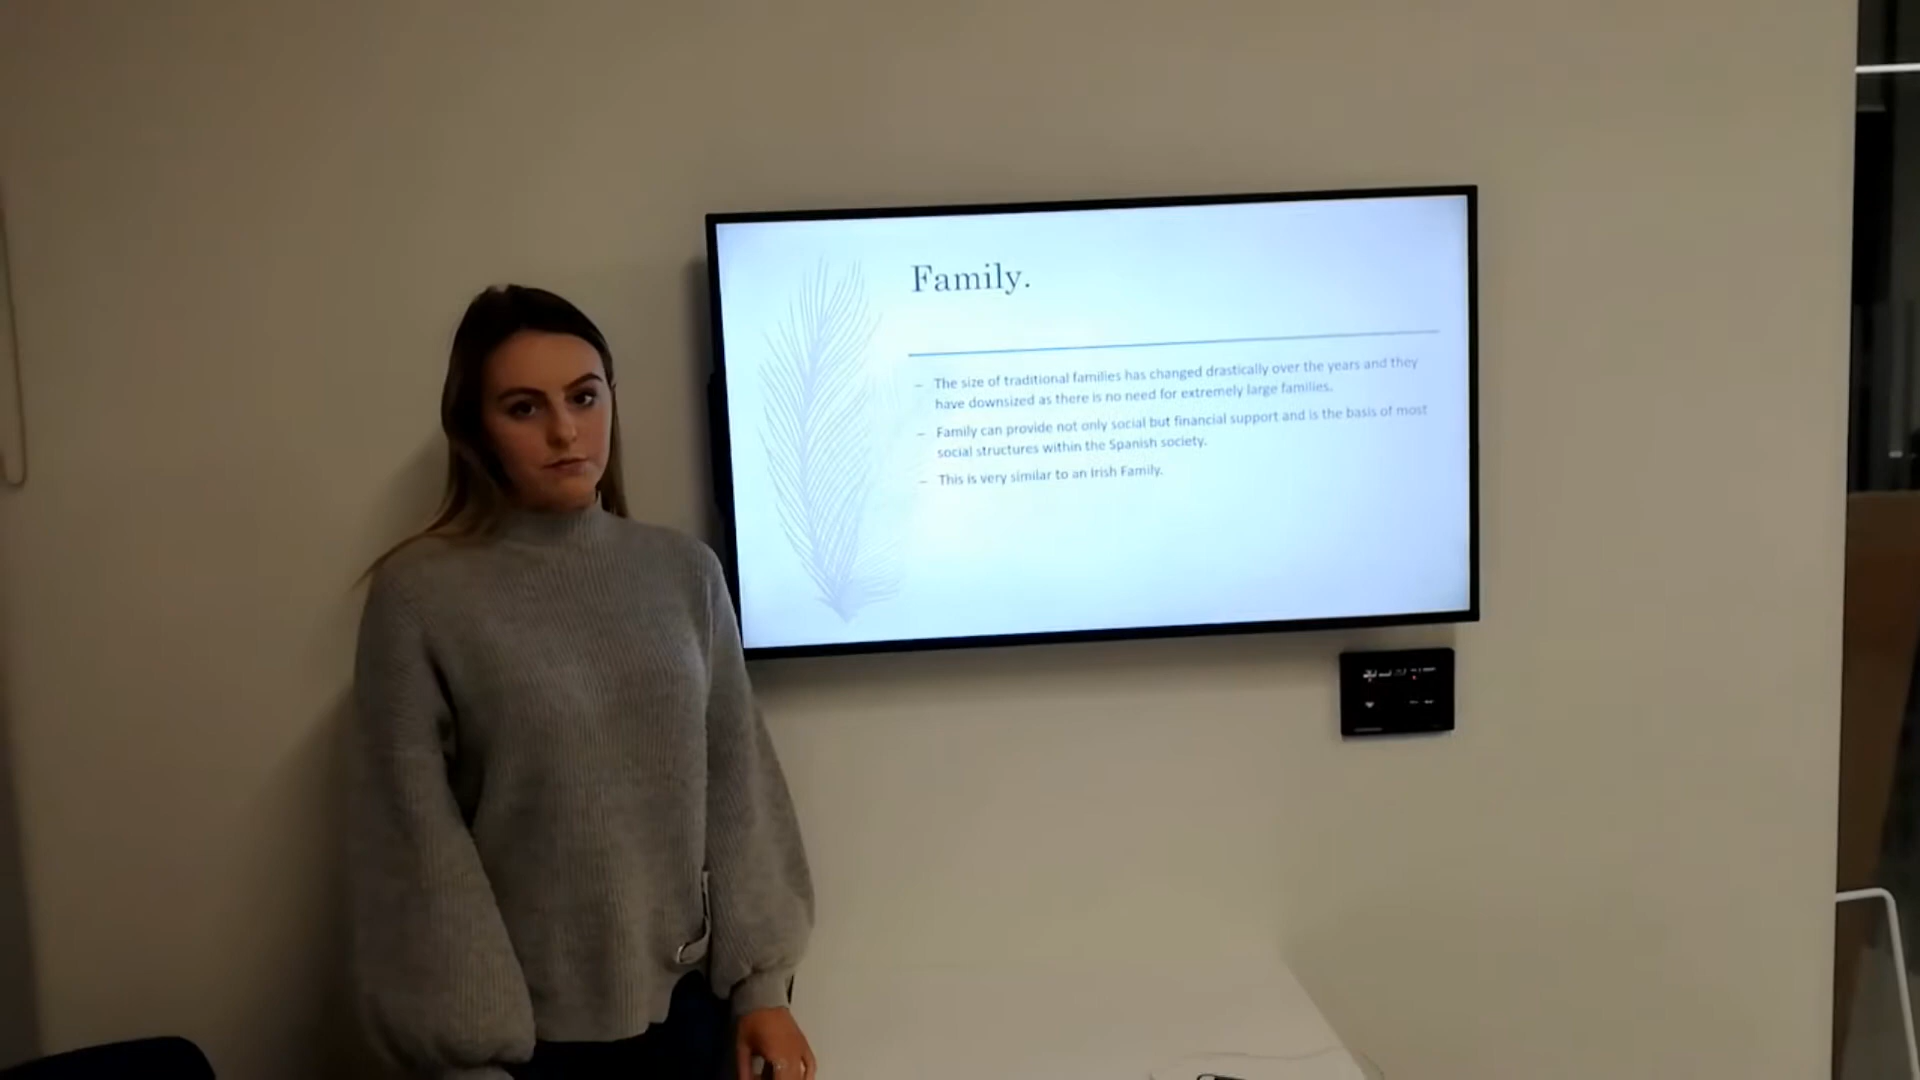 Family.
– The size of traditional families has changed drastically over the years and they
have downsized as there is no need for extremely large families.
– Family can provide not only social but financial support and is the basis of most
social structures within the Spanish society.
– This is very similar to an Irish Family.